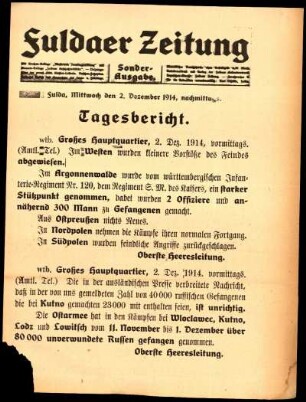 Fuldaer Zeitung
Sonder-
Ausgabe.
Fulda, Mittwoch den 2. Dezember 1914, nachmittags.
Tagesbericht.
wtb. Großes Hauptquartier, 2. Dez. 1914, vormittags.
(Amtl. Tel.) Im Westen wurden kleinere Vorstöße des Feindes
abgewiesen.
Im Argonnenwalde wurde vom württembergischen Infan-
terie-Regiment Nr. 120, dem Regiment S. M. des Kaisers, ein starker
Stützpunkt genommen, dabei wurden 2 Offiziere und an-
nähernd 300 Mann zu Gefangenen gemacht.
Aus Ostpreußen nichts Neues.
In Nordpolen nehmen die Kämpfe ihren normalen Fortgang.
In Südpolen wurden feindliche Angriffe zurückgeschlagen.
Oberste Heeresleitung.
wtb. Großes Hauptquartier, 2. Dez. 1914, vormittags.
(Amtl. Tel.) Die in der ausländischen Presse verbreitete Nachricht,
daß in der von uns gemeldeten Zahl von 40000 russischen Gefangenen
die bei Kutno gemachten 23000 mit enthalten seien, ist unrichtig.
Die Ostarmee hat in den Kämpfen bei Wloclawec, Kutno,
Lodz und Lowitsch vom 11. November bis 1. Dezember über
80000 unverwundete Russen gefangen genommen.
Oberste Heeresleitung.